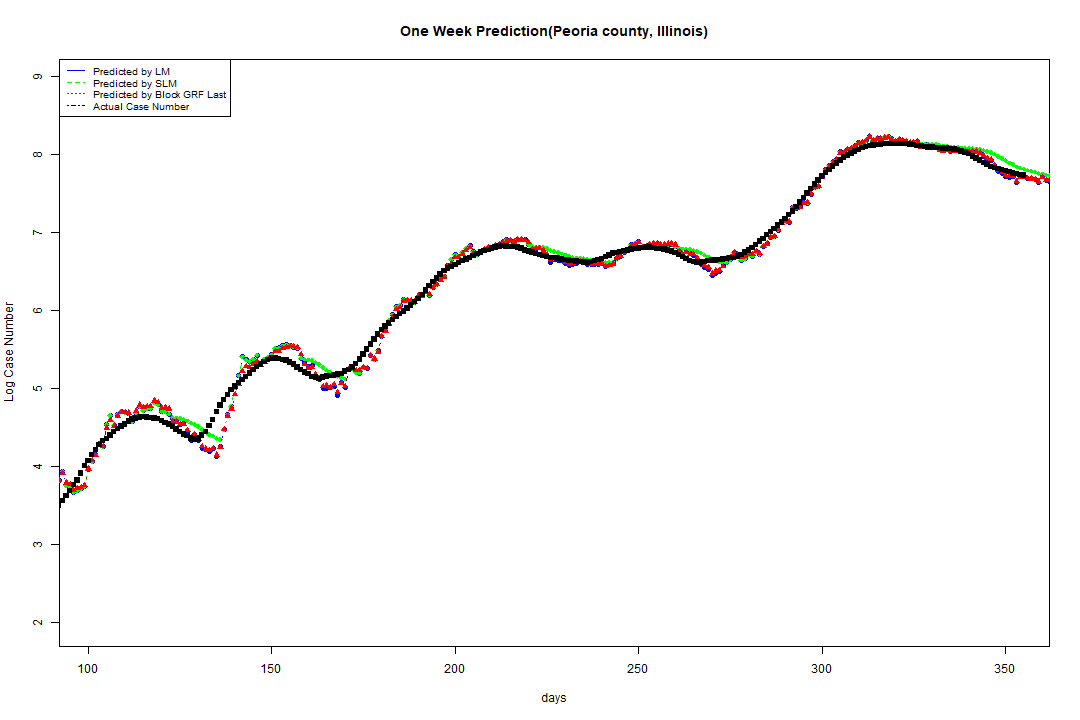 One Week Prediction(Peoria county, Illinois)
Predicted by LM
Predicted by SLM
Predicted by Block GRF Last
Actual Case Number
9
8
7
6
5
4
3
2
Log Case Number
100 150 200 250 300 350
days